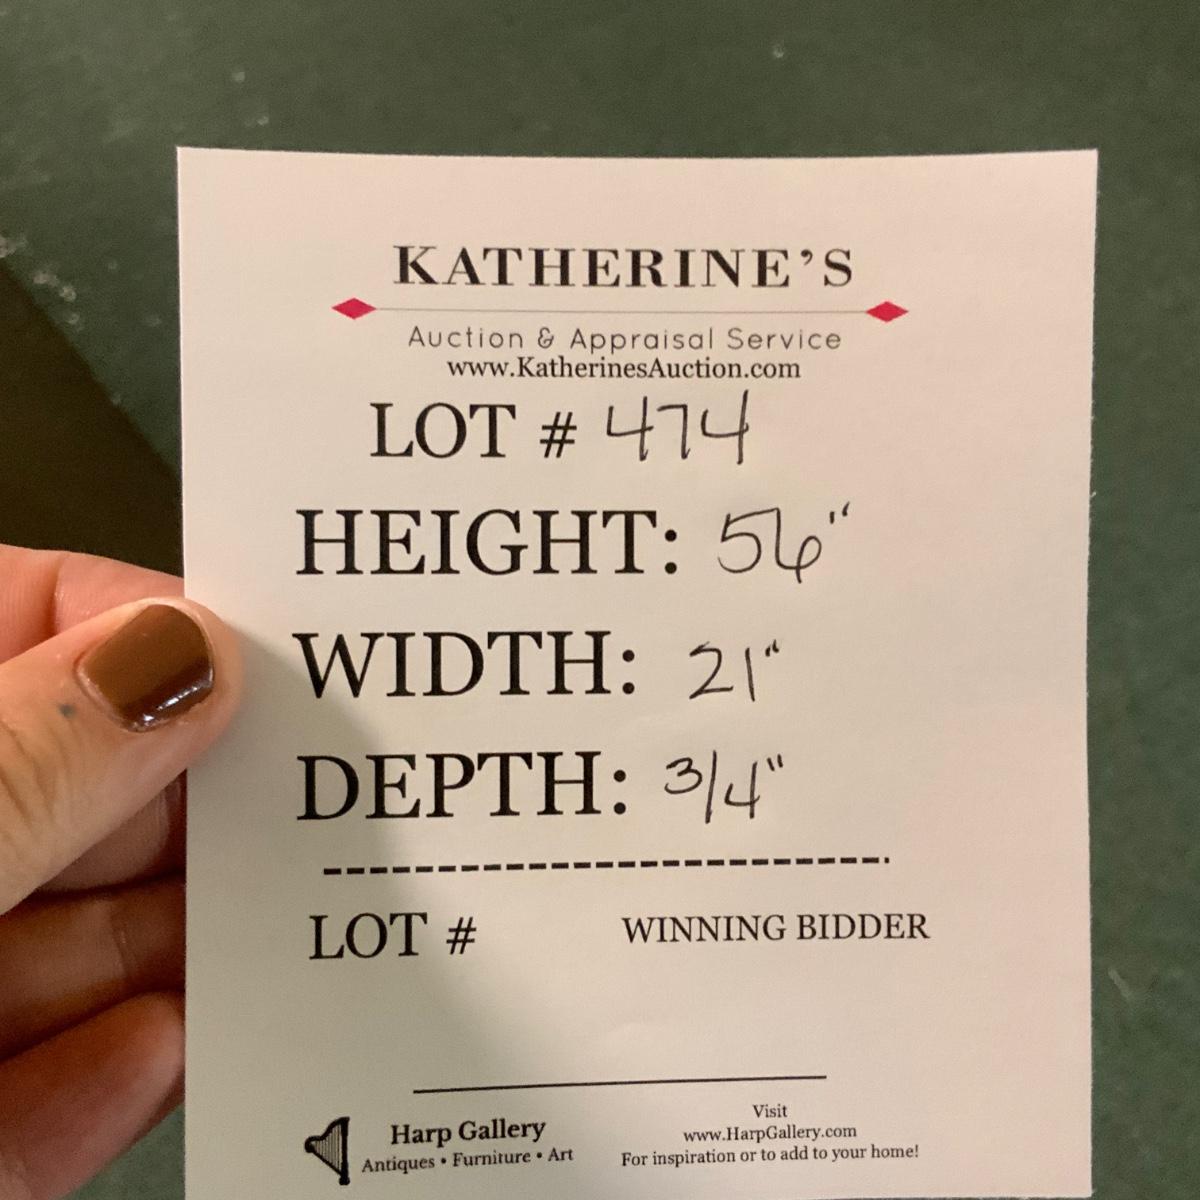 KATHERINE'S
Auction & Appraisal Service
www.KatherinesAuction.com
LOT # 474
HEIGHT: 56"
WIDTH: 21"
DEPTH: 3/4"
LOT # WINNING BIDDER
Harp Gallery
Antiques • Furniture • Art
Visit
www.HarpGallery.com
For inspiration or to add to your home!